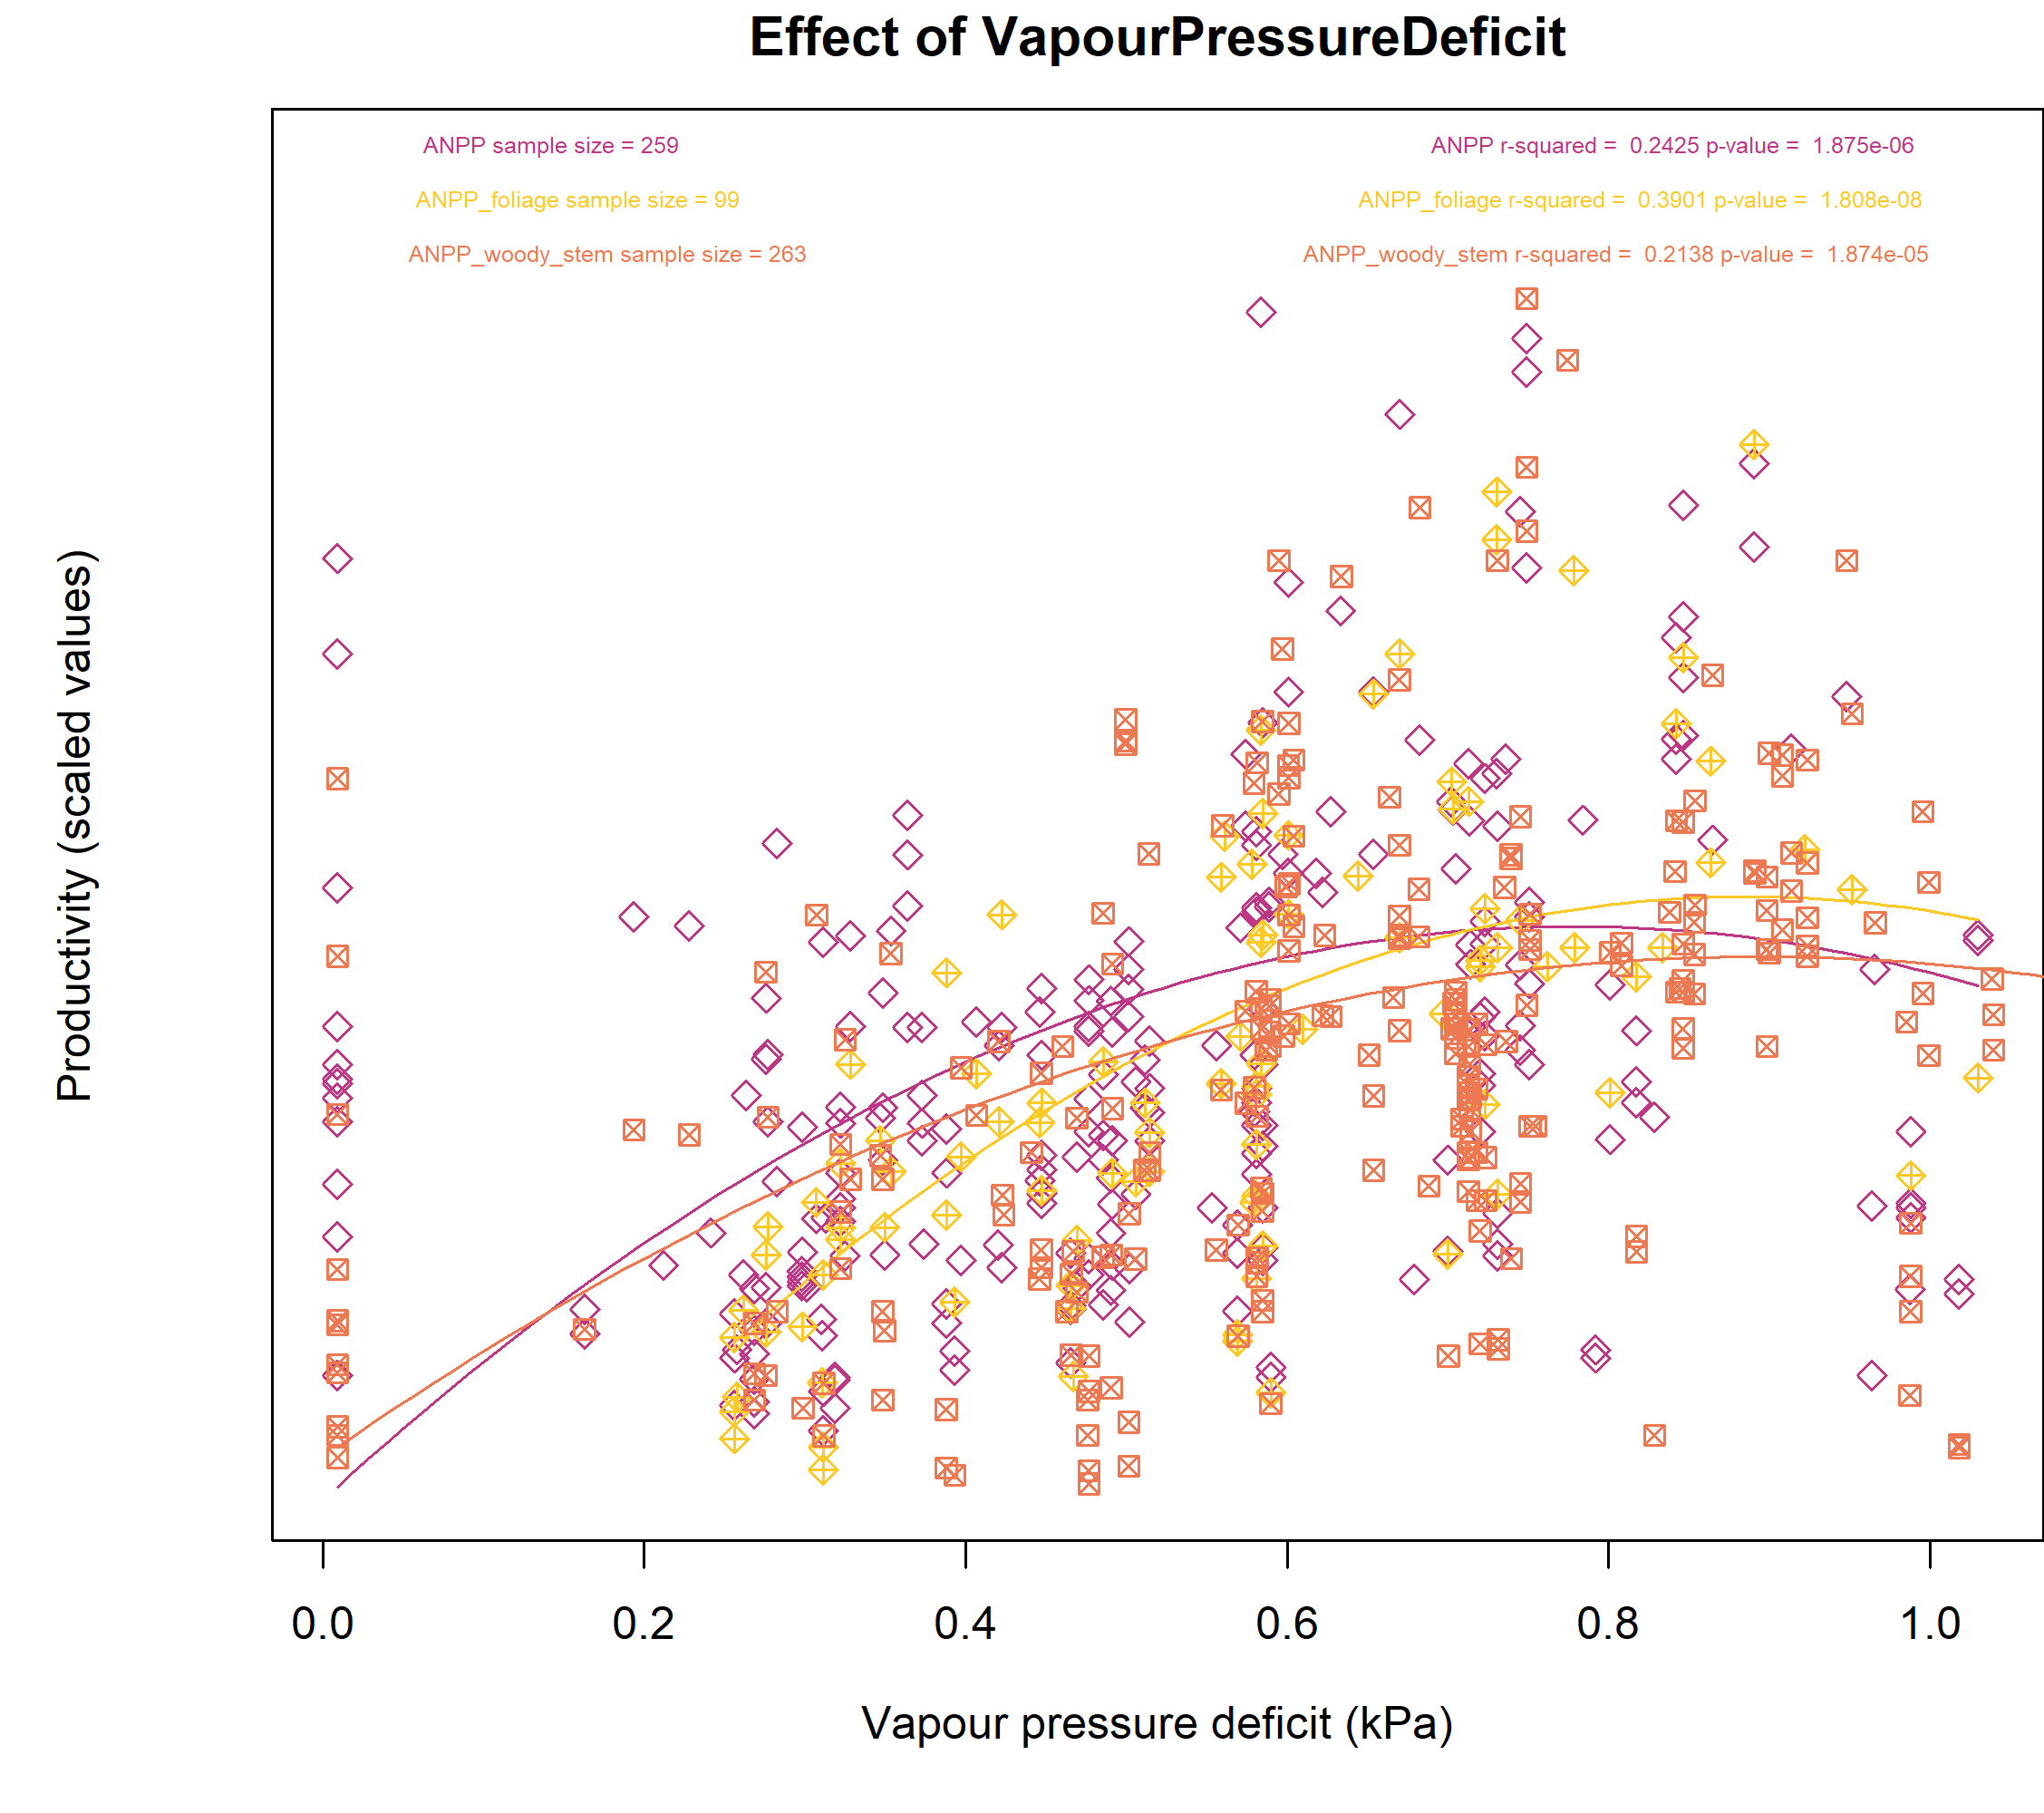 Effect of VapourPressureDeficit
ANPP sample size = 259
ANPP r-squared =  0.2425 p-value =  1.875e-06
ANPP_foliage sample size = 99
ANPP_foliage r-squared =  0.3901 p-value =  1.808e-08
ANPP_woody_stem sample size = 263
ANPP_woody_stem r-squared =  0.2138 p-value =  1.874e-05
Productivity (scaled values)
0.0 0.2 0.4 0.6 0.8 1.0
Vapour pressure deficit (kPa)